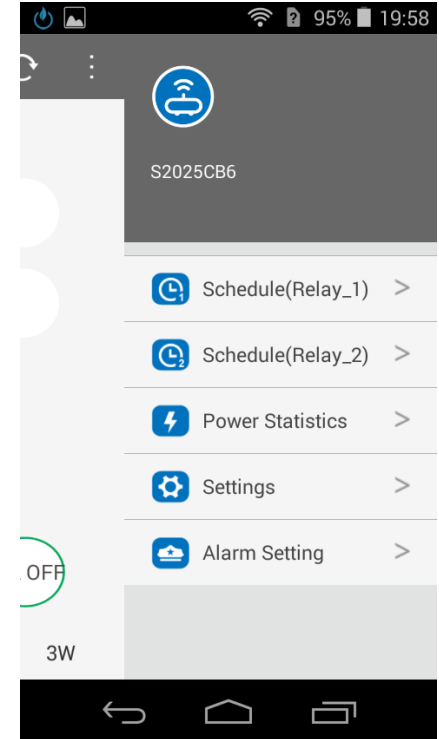 95% 19:58
S2025CB6
Schedule(Relay_1) >
Schedule(Relay_2) >
Power Statistics >
Settings >
Alarm Setting >
OFF
3W